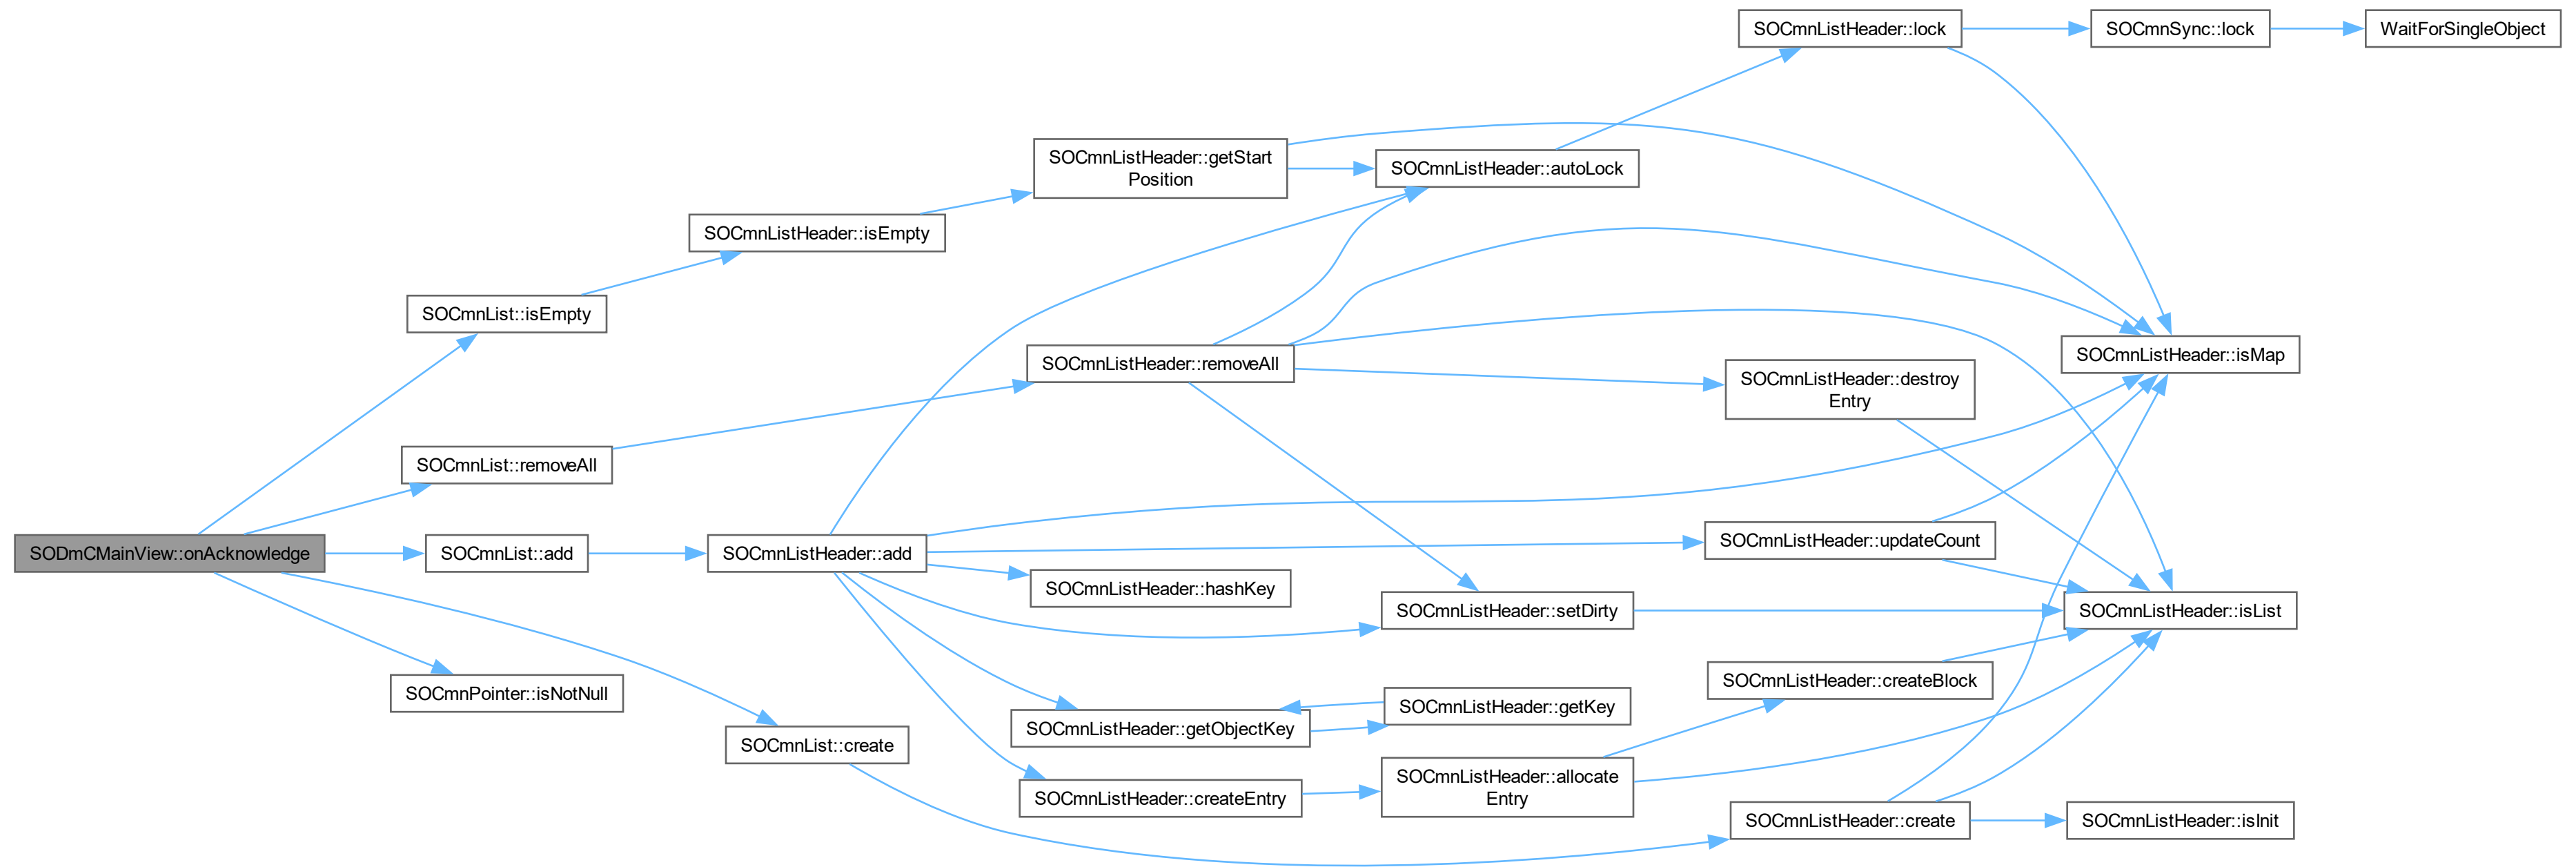 SODmCMainView::onAcknowledge
SOCmnList::isEmpty
SOCmnList::removeAll
SOCmnList::add
SOCmnPointer::isNotNull
SOCmnList::create
SOCmnListHeader::isEmpty
SOCmnListHeader::add
SOCmnListHeader::getStart
Position
SOCmnListHeader::removeAll
SOCmnListHeader::hashKey
SOCmnListHeader::getObjectKey
SOCmnListHeader::createEntry
SOCmnListHeader::autoLock
SOCmnListHeader::setDirty
SOCmnListHeader::getKey
SOCmnListHeader::allocate
Entry
SOCmnListHeader::lock
SOCmnListHeader::destroy
Entry
SOCmnListHeader::updateCount
SOCmnListHeader::createBlock
SOCmnListHeader::create
SOCmnSync::lock
SOCmnListHeader::isMap
SOCmnListHeader::isList
SOCmnListHeader::isInit
WaitForSingleObject